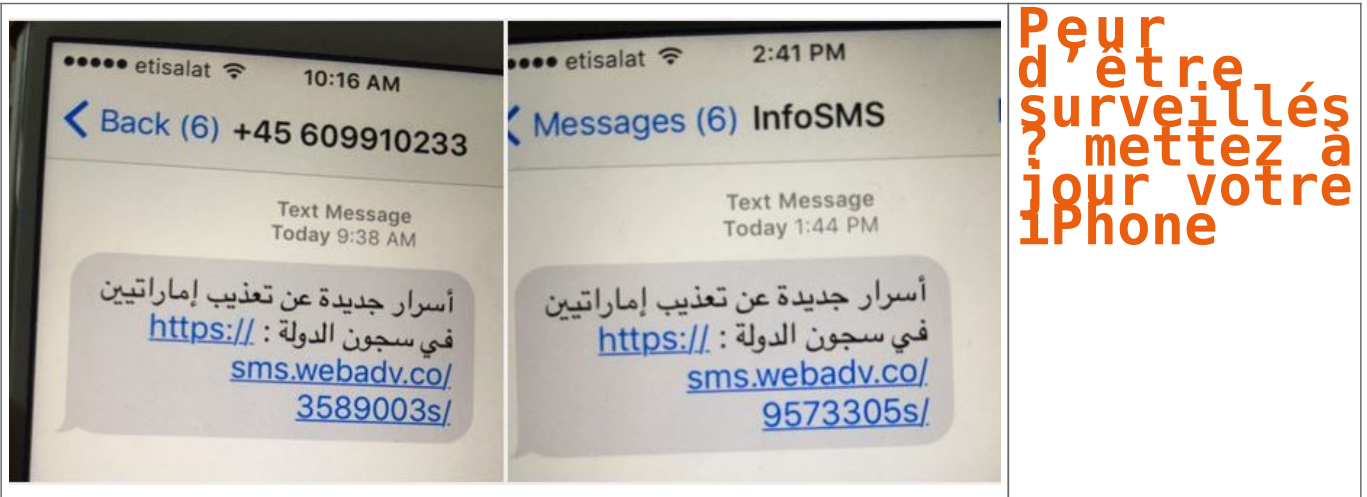 etisalat
10:16 AM
Back (6) +45 609910233
Text Message
Today 9:38 AM
أسرار جديدة عن تعذيب إماراتيين
في سجون الدولة : https://
sms.webadv.co/
3589003s/
etisalat
2:41 PM
Messages (6) InfoSMS
Text Message
Today 1:44 PM
أسرار جديدة عن تعذيب إماراتيين
في سجون الدولة : https://
sms.webadv.co/
9573305s/
Peur
d’être
surveillés
? mettez à
jour votre
iPhone